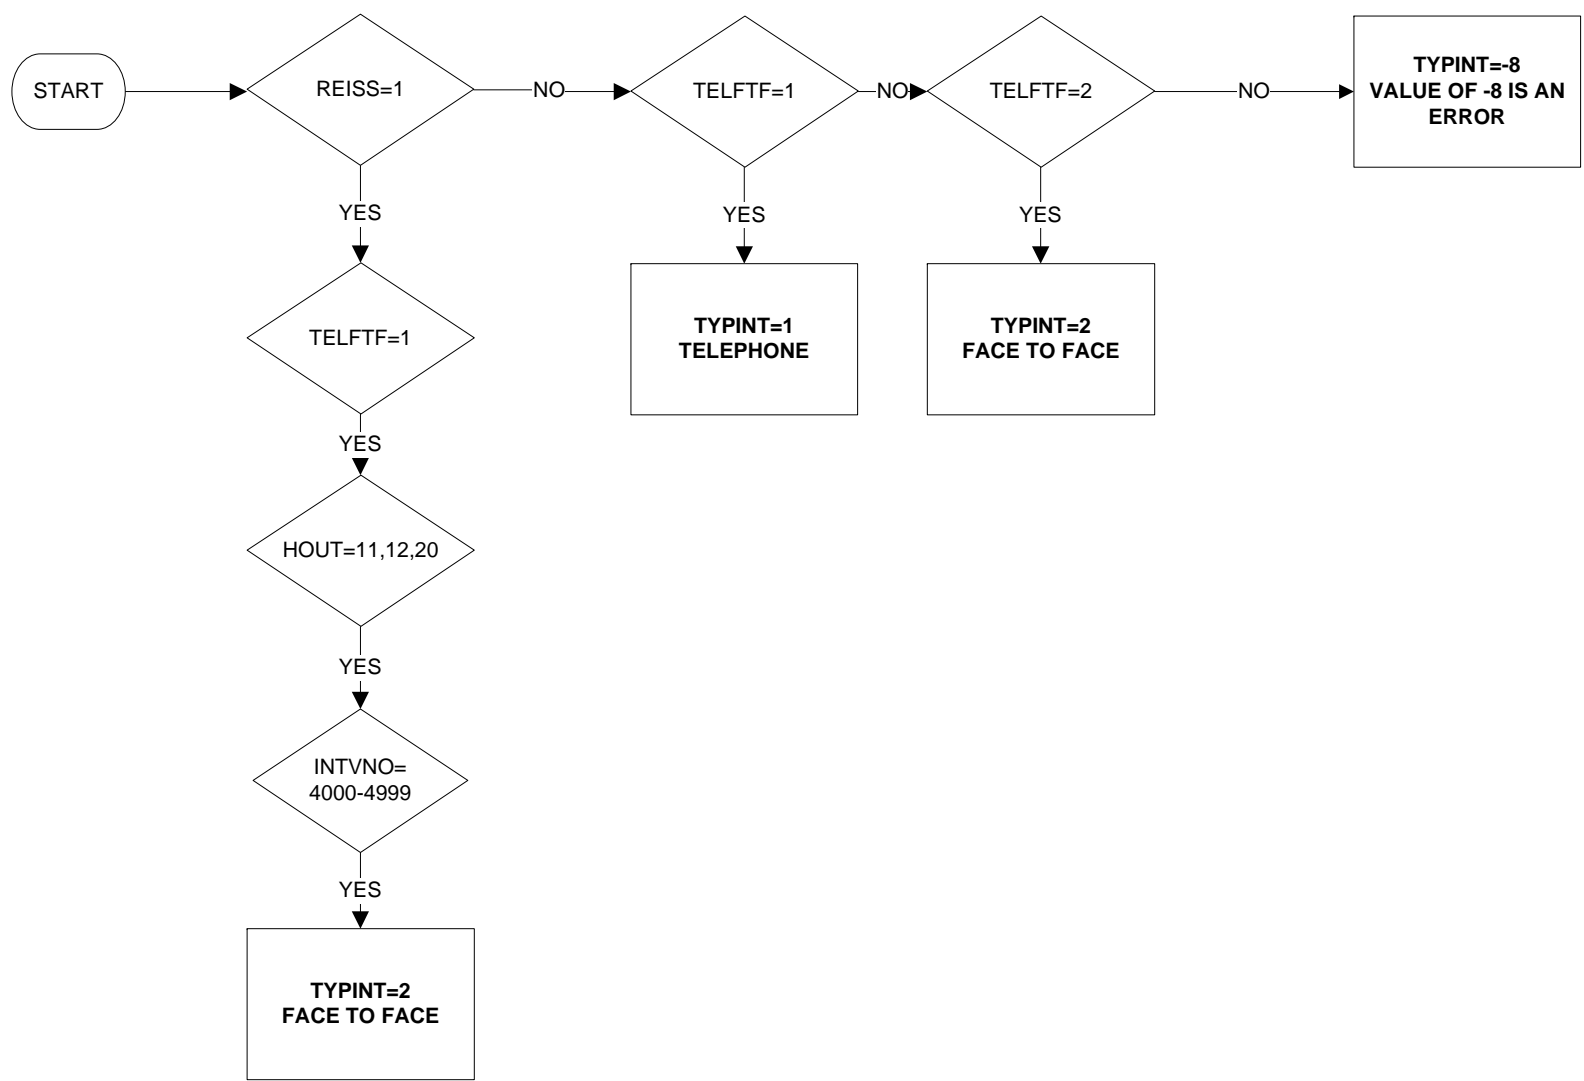 START
REISS=1
NO
TELFTF=1
NO
TELFTF=2
NO
TYPINT=-8
VALUE OF -8 IS AN
ERROR
YES
YES
YES
TELFTF=1
TYPINT=1
TELEPHONE
TYPINT=2
FACE TO FACE
YES
HOUT=11,12,20
YES
INTVNO=
4000-4999
YES
TYPINT=2
FACE TO FACE